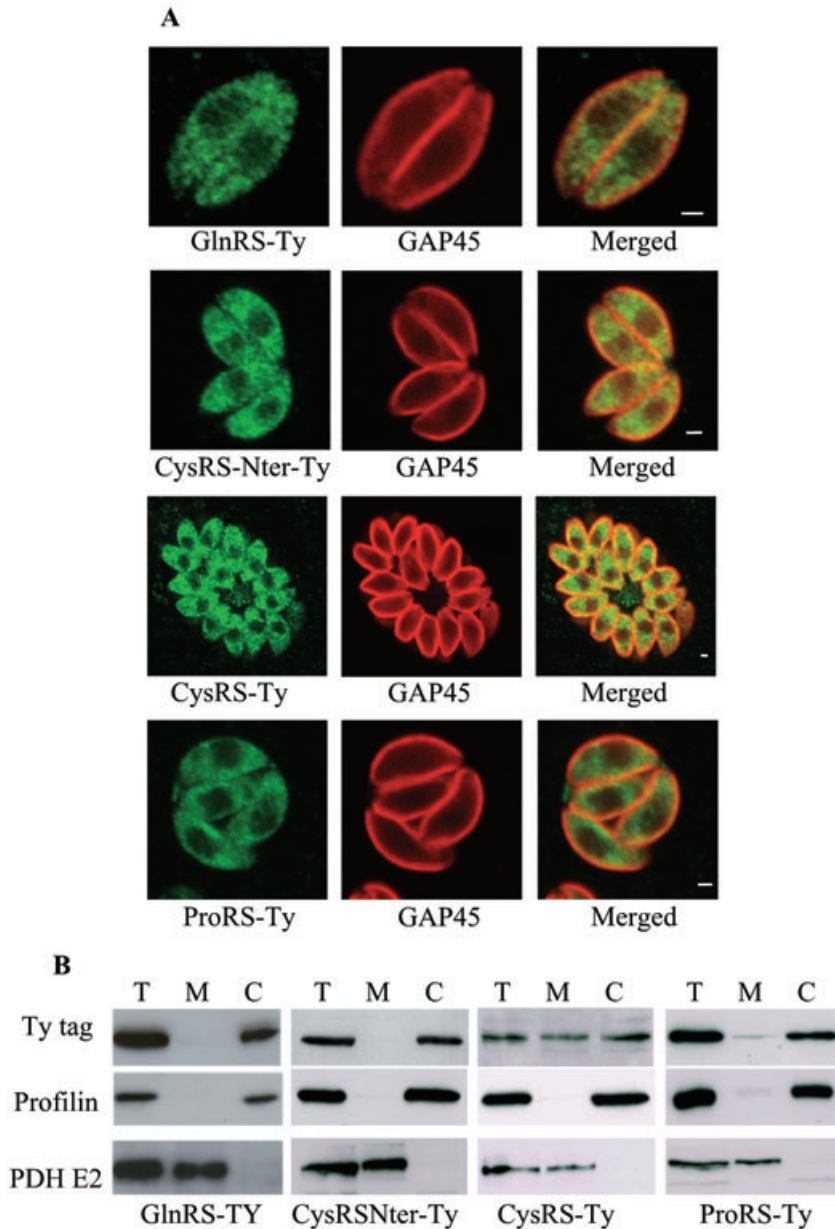 A
GlnRS-Ty GAP45 Merged
CysRS-Nter-Ty GAP45 Merged
CysRS-Ty GAP45 Merged
ProRS-Ty GAP45 Merged
B
T M C T M C T M C T M C
Ty tag
Profilin
PDH E2
GlnRS-TY CysRSNter-Ty CysRS-Ty ProRS-Ty